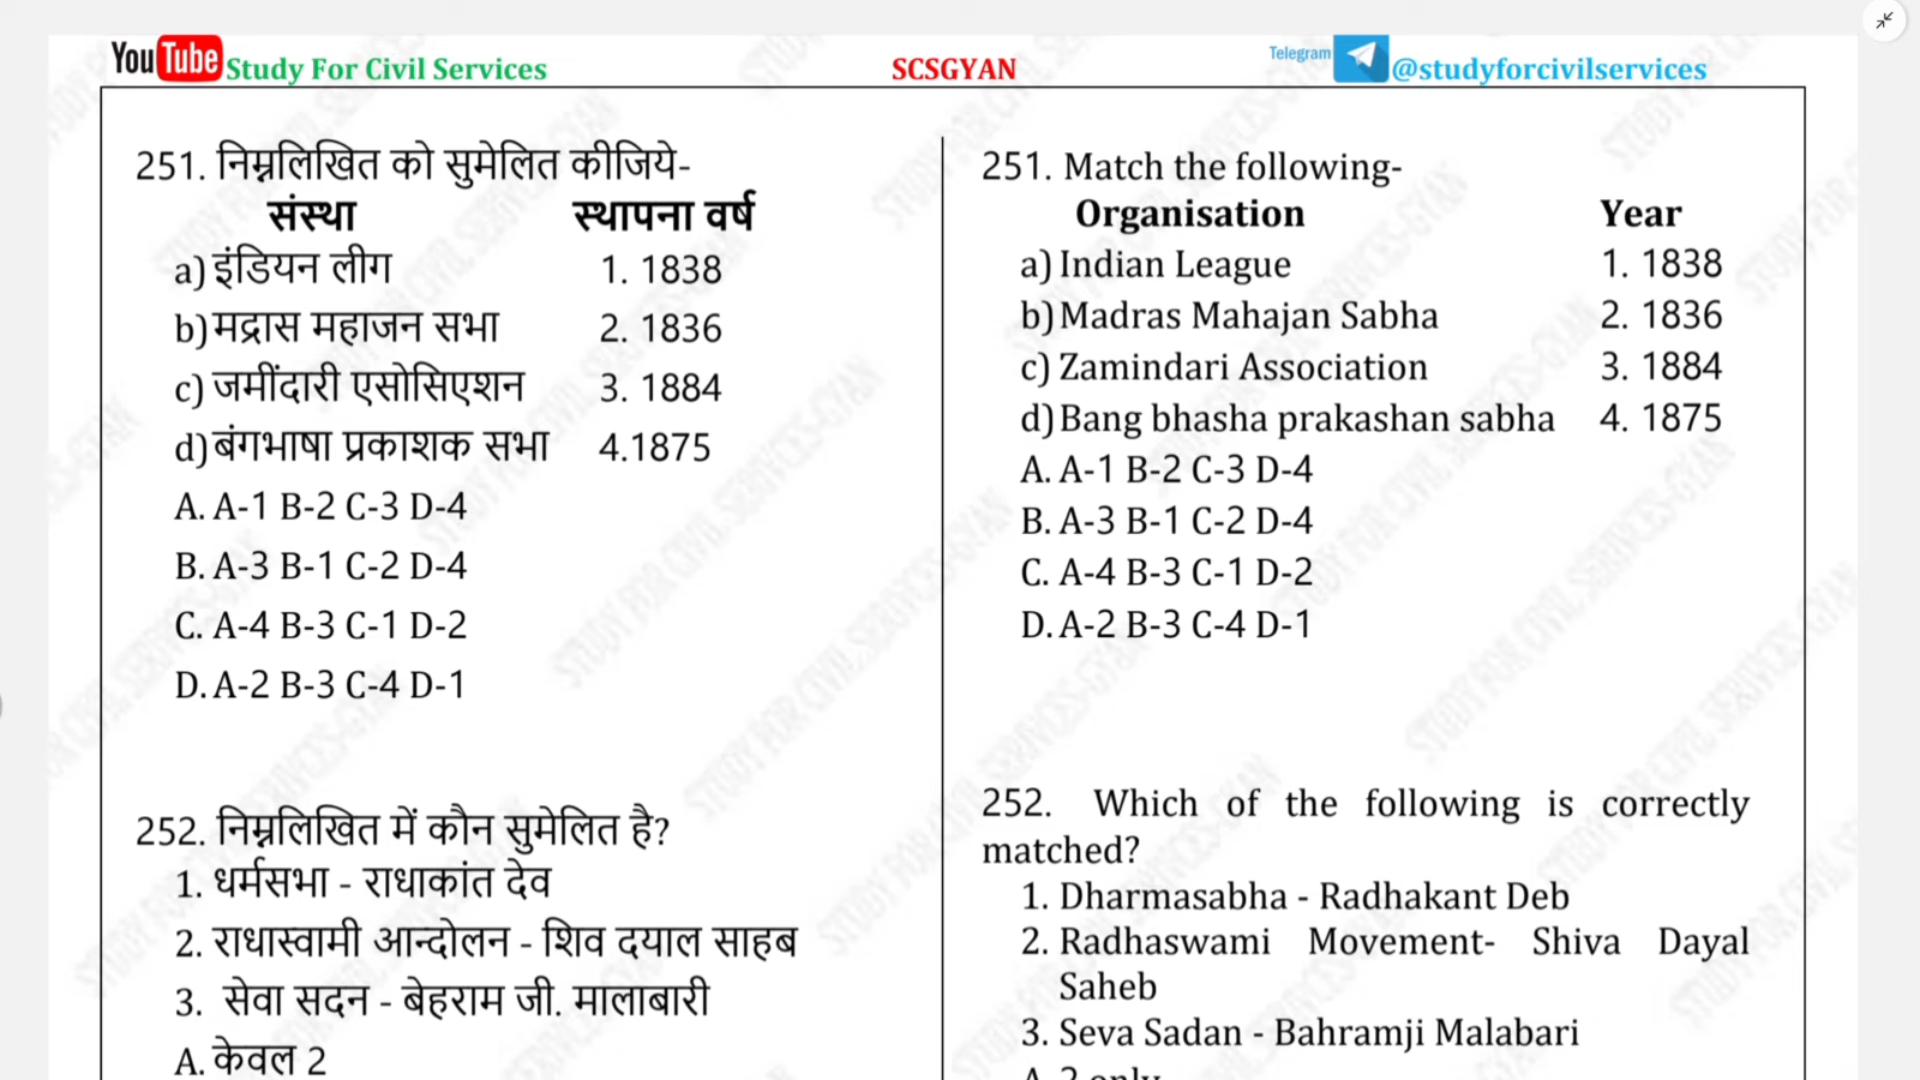 YouTube Study For Civil Services
SCSGYAN
Telegram @studyforcivilservices
251. निम्नलिखित को सुमेलित कीजिये-
संस्था स्थापना वर्ष
a) इंडियन लीग 1. 1838
b) मद्रास महाजन सभा 2. 1836
c) जमींदारी एसोसिएशन 3. 1884
d) बंगभाषा प्रकाशक सभा 4.1875
A. A-1 B-2 C-3 D-4
B. A-3 B-1 C-2 D-4
C. A-4 B-3 C-1 D-2
D. A-2 B-3 C-4 D-1
252. निम्नलिखित में कौन सुमेलित है?
1. धर्मसभा - राधाकांत देव
2. राधास्वामी आन्दोलन - शिव दयाल साहब
3. सेवा सदन - बेहराम जी. मालाबारी
A. केवल 2
251. Match the following-
Organisation Year
a) Indian League 1. 1838
b) Madras Mahajan Sabha 2. 1836
c) Zamindari Association 3. 1884
d) Bang bhasha prakashan sabha 4. 1875
A. A-1 B-2 C-3 D-4
B. A-3 B-1 C-2 D-4
C. A-4 B-3 C-1 D-2
D. A-2 B-3 C-4 D-1
252. Which of the following is correctly
matched?
1. Dharmasabha - Radhakant Deb
2. Radhaswami Movement- Shiva Dayal
Saheb
3. Seva Sadan - Bahramji Malabari
A. 2 only